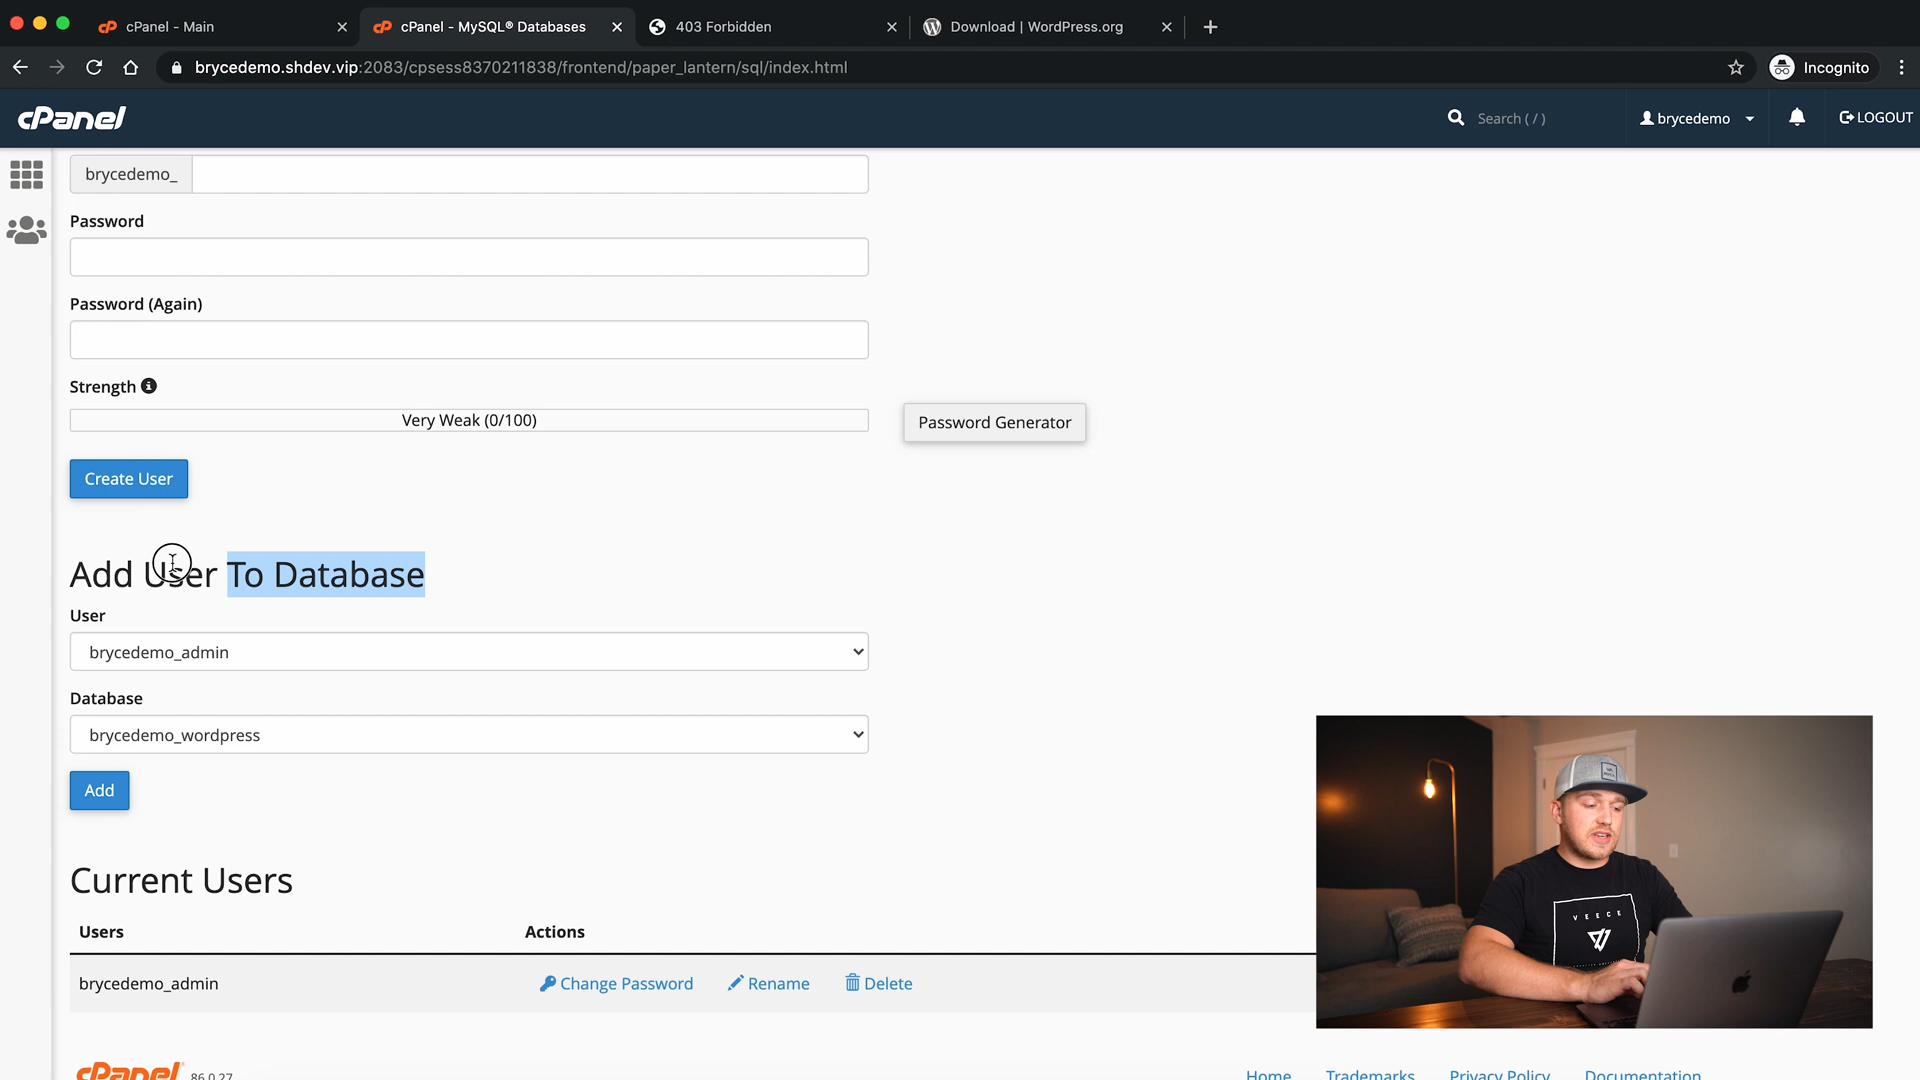 cPanel - Main
cPanel - MySQL® Databases
403 Forbidden
Download | WordPress.org
brycedemo.shdev.vip:2083/cpsess8370211838/frontend/paper_lantern/sql/index.html
Incognito
cPanel
Search ( / )
brycedemo
LOGOUT
brycedemo_
Password
Password (Again)
Strength
Very Weak (0/100)
Password Generator
Create User
Add User To Database
User
brycedemo_admin
Database
brycedemo_wordpress
Add
Current Users
Users
Actions
brycedemo_admin
Change Password
Rename
Delete
VEECE
cPanel
86.0.27
Home
Trademarks
Privacy Policy
Documentation